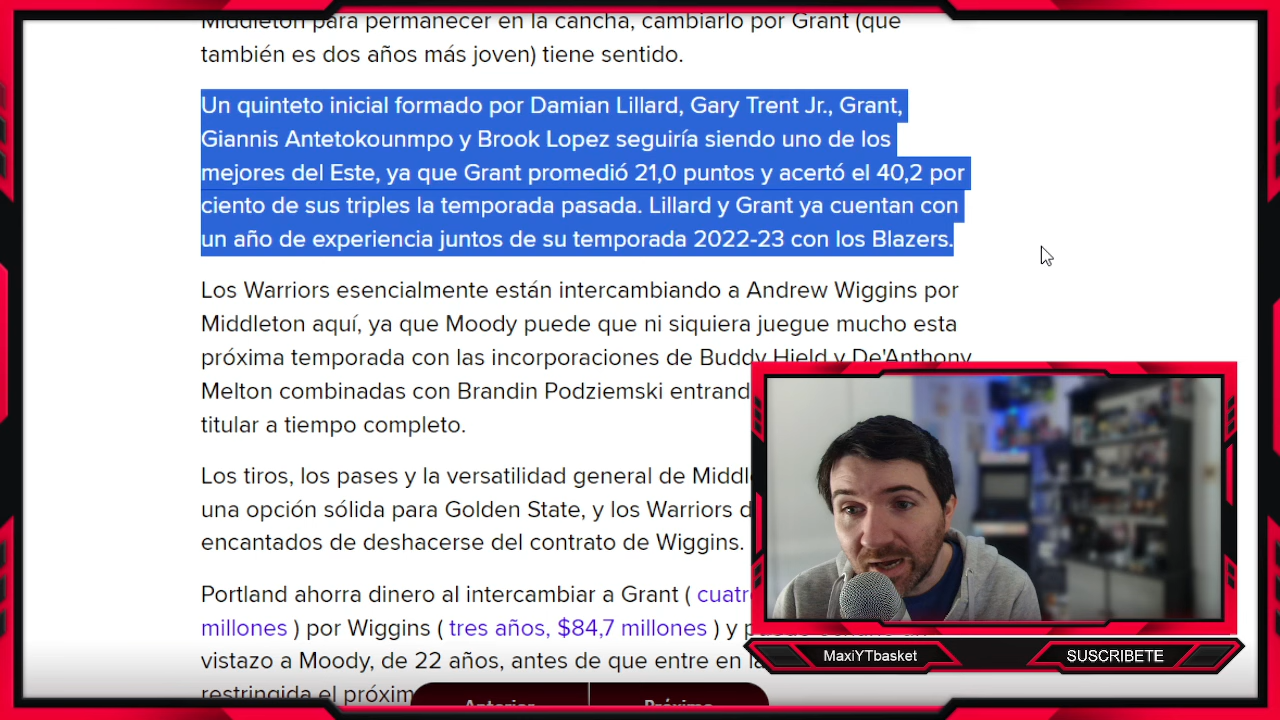 Middleton para permanecer en la cancha, cambiarlo por Grant (que
también es dos años más joven) tiene sentido.
Un quinteto inicial formado por Damian Lillard, Gary Trent Jr., Grant,
Giannis Antetokounmpo y Brook Lopez seguiría siendo uno de los
mejores del Este, ya que Grant promedió 21,0 puntos y acertó el 40,2 por
ciento de sus triples la temporada pasada. Lillard y Grant ya cuentan con
un año de experiencia juntos de su temporada 2022-23 con los Blazers.
Los Warriors esencialmente están intercambiando a Andrew Wiggins por
Middleton aquí, ya que Moody puede que ni siquiera juegue mucho esta
próxima temporada con las incorporaciones de Buddy Hield y De'Anthony
Melton combinadas con Brandin Podziemski
titular a tiempo completo.
Los tiros, los pases y la versatilidad general de
una opción sólida para Golden State, y los Warriors
encantados de deshacerse del contrato de Wiggins.
Portland ahorra dinero al intercambiar a Grant (
millones ) por Wiggins ( tres años, $84,7 millones ) y
vistazo a Moody, de 22 años, antes de que entre en
restringida el
MaxiYTbasket
SUSCRIBETE